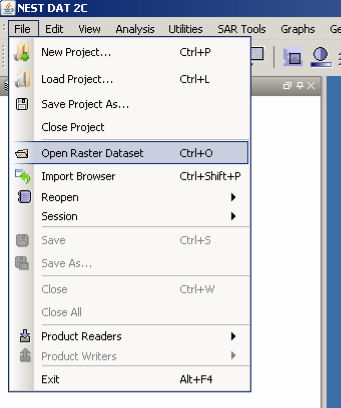 NEST DAT 2C
File Edit View Analysis Utilities SAR Tools Graphs
New Project... Ctrl+P
Load Project... Ctrl+L
Save Project As...
Close Project
Open Raster Dataset Ctrl+O
Import Browser Ctrl+Shift+P
Reopen
Session
Save Ctrl+S
Save As...
Close Ctrl+W
Close All
Product Readers
Product Writers
Exit Alt+F4